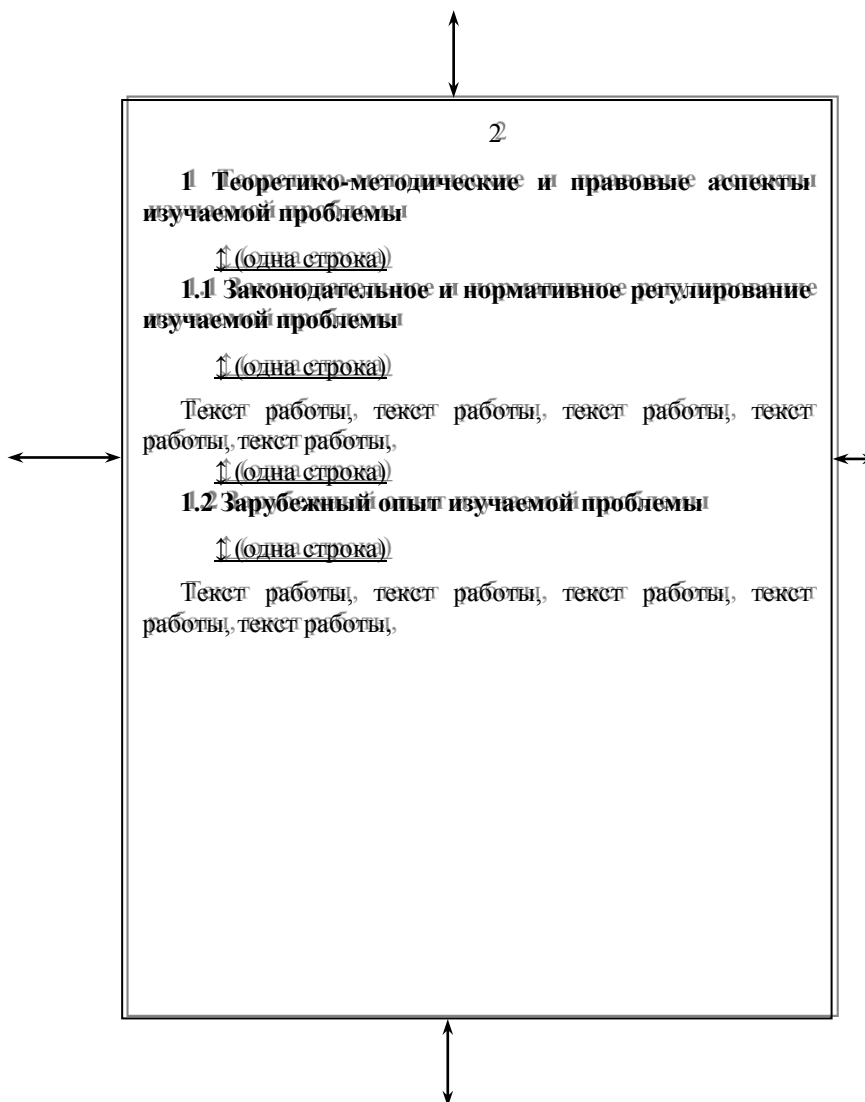 2
1 Теоретико-методические и правовые аспекты
изучаемой проблемы
↕ (одна строка)
1.1 Законодательное и нормативное регулирование
изучаемой проблемы
↕ (одна строка)
Текст работы, текст работы, текст работы, текст
работы, текст работы,
↕ (одна строка)
1.2 Зарубежный опыт изучаемой проблемы
↕ (одна строка)
Текст работы, текст работы, текст работы, текст
работы, текст работы,